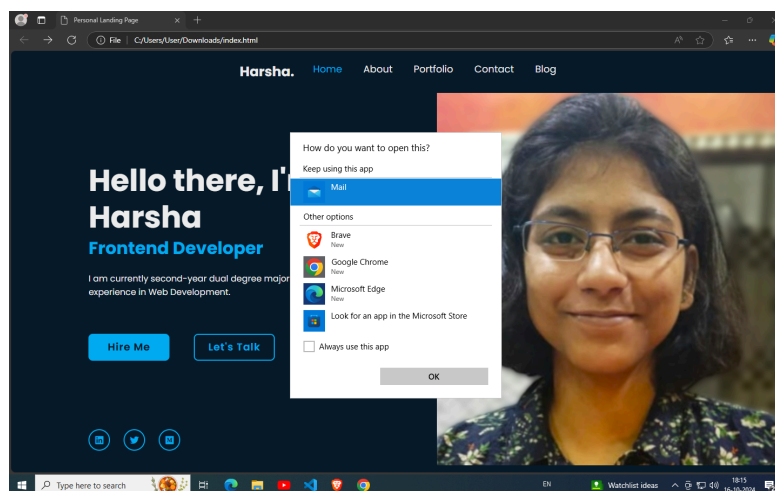 Personal Landing Page
File | C:/Users/User/Downloads/index.html
Harsha. Home About Portfolio Contact Blog
How do you want to open this?
Keep using this app
Mail
Other options
Brave
New
Google Chrome
New
Microsoft Edge
New
Look for an app in the Microsoft Store
Always use this app
OK
Hello there, I'
Harsha
Frontend Developer
I am currently second-year dual degree major
experience in Web Development.
Hire Me Let's Talk
Type here to search
EN
Watchlist ideas
18:15
16-10-2024